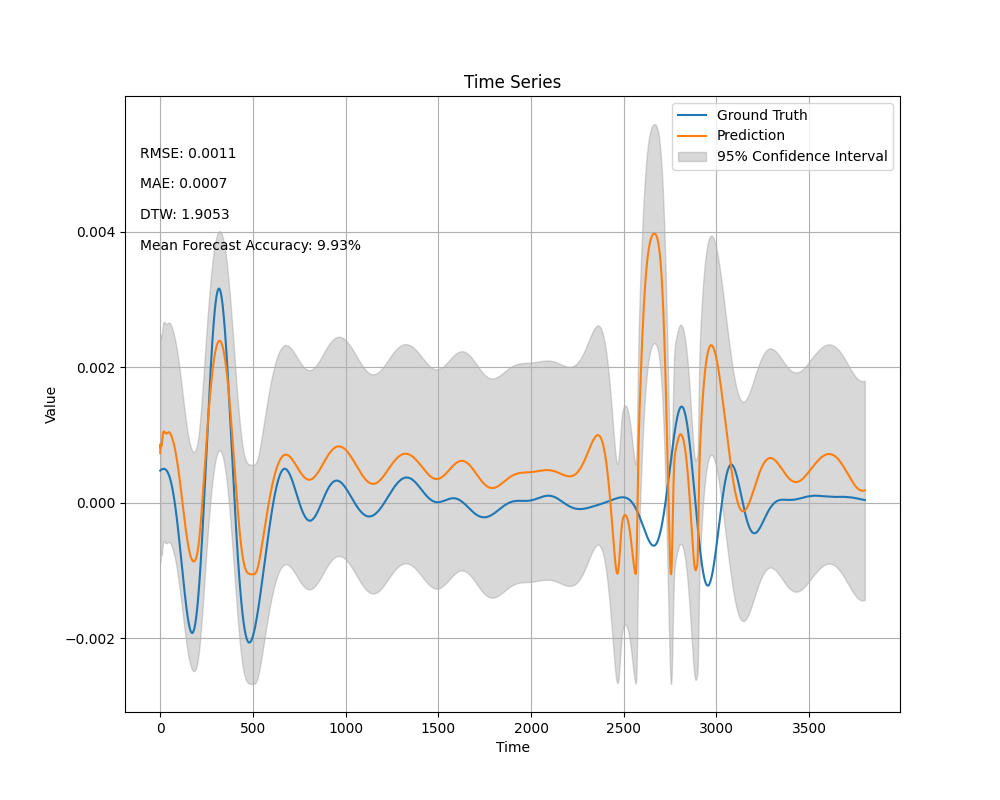 Time Series
Ground Truth
Prediction
95% Confidence Interval
RMSE: 0.0011
MAE: 0.0007
DTW: 1.9053
Mean Forecast Accuracy: 9.93%
Value
0.004
0.002
0.000
−0.002
0 500 1000 1500 2000 2500 3000 3500
Time